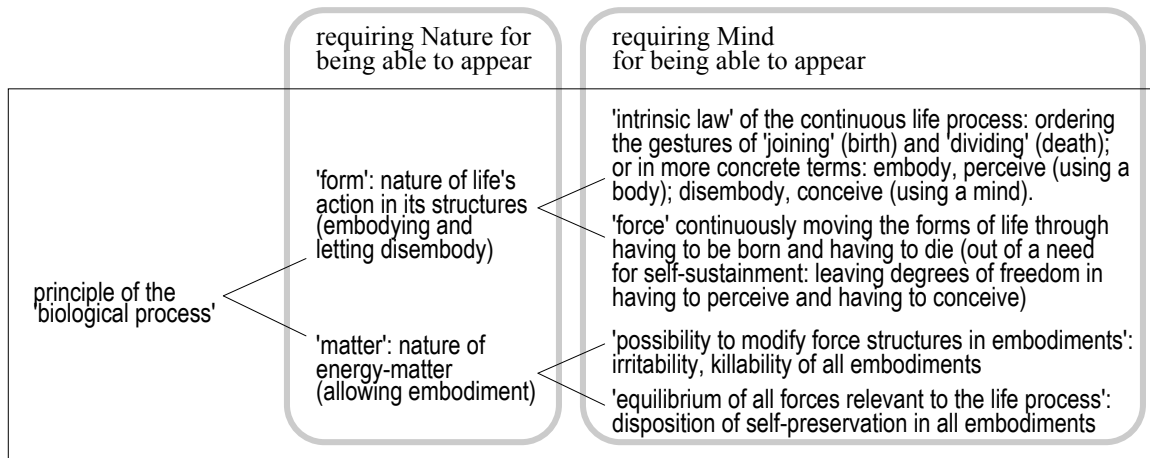 requiring Nature for
being able to appear
requiring Mind
for being able to appear
principle of the
'biological process'
'form': nature of life's
action in its structures
(embodying and
letting disembody)
'matter': nature of
energy-matter
(allowing embodiment)
'intrinsic law' of the continuous life process: ordering
the gestures of 'joining' (birth) and 'dividing' (death);
or in more concrete terms: embody, perceive (using a
body); disembody, conceive (using a mind).
'force' continuously moving the forms of life through
having to be born and having to die (out of a need
for self-sustainment: leaving degrees of freedom in
having to perceive and having to conceive)
'possibility to modify force structures in embodiments':
irritability, killability of all embodiments
'equilibrium of all forces relevant to the life process':
disposition of self-preservation in all embodiments